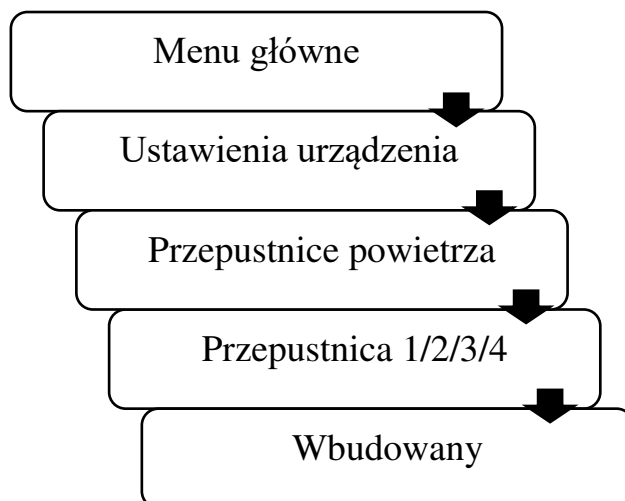 Menu główne
Ustawienia urządzenia
Przepustnice powietrza
Przepustnica 1/2/3/4
Wbudowany